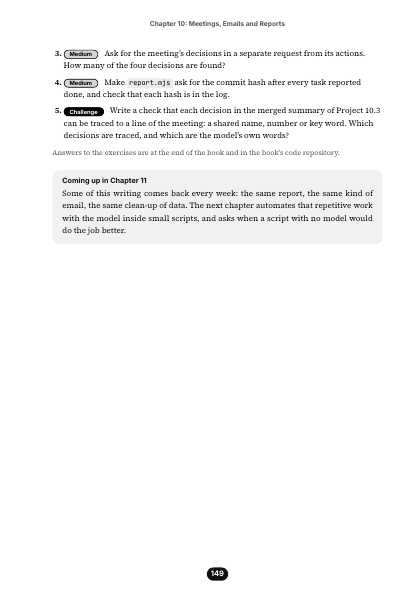 Chapter 10: Meetings, Emails and Reports
3. Medium Ask for the meeting's decisions in a separate request from its actions.
How many of the four decisions are found?
4. Medium Make report.mjs ask for the commit hash after every task reported
done, and check that each hash is in the log.
5. Challenge Write a check that each decision in the merged summary of Project 10.3
can be traced to a line of the meeting: a shared name, number or key word. Which
decisions are traced, and which are the model's own words?
Answers to the exercises are at the end of the book and in the book's code repository.
Coming up in Chapter 11
Some of this writing comes back every week: the same report, the same kind of
email, the same clean-up of data. The next chapter automates that repetitive work
with the model inside small scripts, and asks when a script with no model would
do the job better.
149